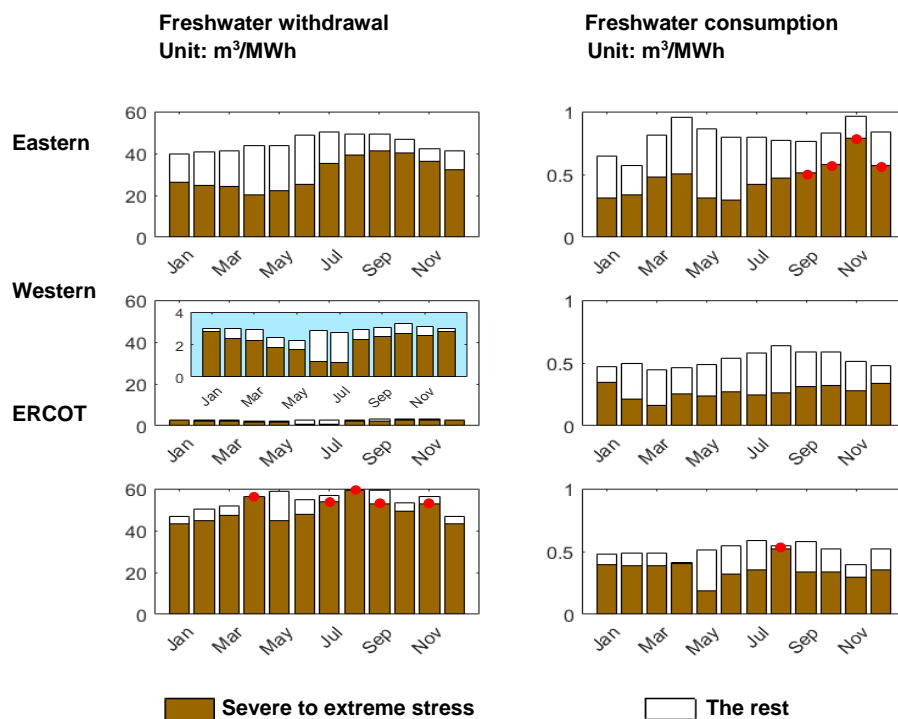 Freshwater withdrawal
Unit: m³/MWh
Freshwater consumption
Unit: m³/MWh
Eastern
60
40
20
0
Jan
Mar
May
Jul
Sep
Nov
1
0.5
0
Jan
Mar
May
Jul
Sep
Nov
Western
60
40
20
0
4
2
0
Jan
Mar
May
Jul
Sep
Nov
Jan
Mar
May
Jul
Sep
Nov
1
0.5
0
Jan
Mar
May
Jul
Sep
Nov
ERCOT
60
40
20
0
Jan
Mar
May
Jul
Sep
Nov
1
0.5
0
Jan
Mar
May
Jul
Sep
Nov
Severe to extreme stress
The rest